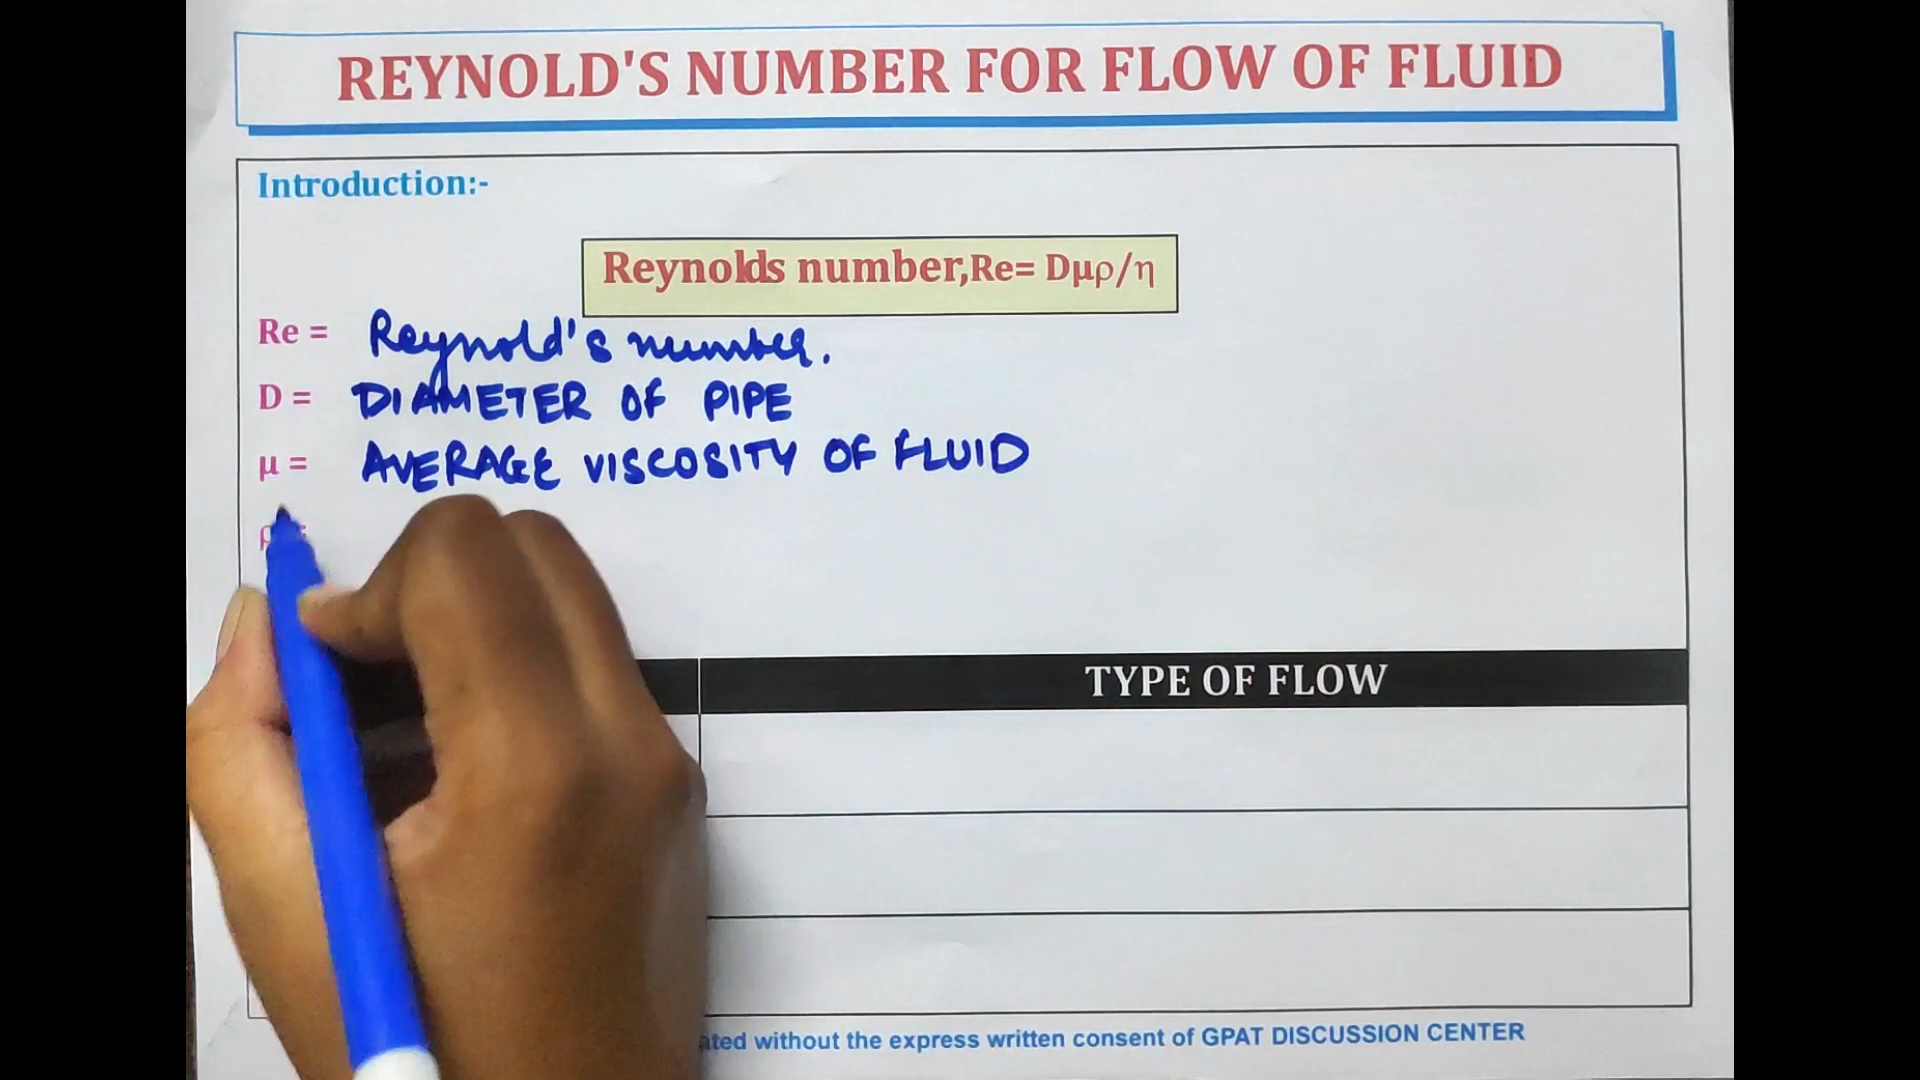 REYNOLD'S NUMBER FOR FLOW OF FLUID
Introduction:-
Reynolds number,Re= Dμρ/η
Re = Reynold's number.
D = DIAMETER OF PIPE
μ = AVERAGE VISCOSITY OF FLUID
ρ =
TYPE OF FLOW
without the express written consent of GPAT DISCUSSION CENTER